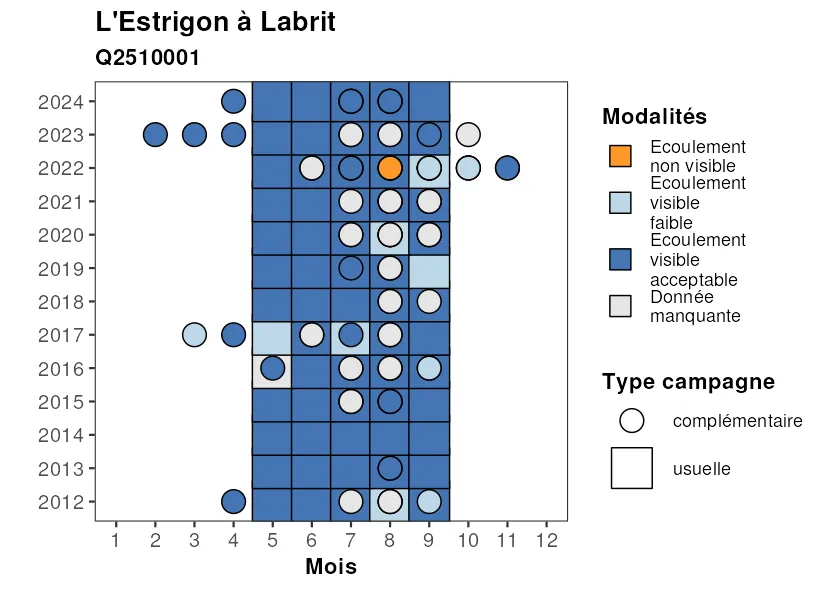 L'Estrigon à Labrit
Q2510001
2024
2023
2022
2021
2020
2019
2018
2017
2016
2015
2014
2013
2012
1 2 3 4 5 6 7 8 9 10 11 12
Mois
Modalités
Ecoulement
non visible
Ecoulement
visible
faible
Ecoulement
visible
acceptable
Donnée
manquante
Type campagne
complémentaire
usuelle